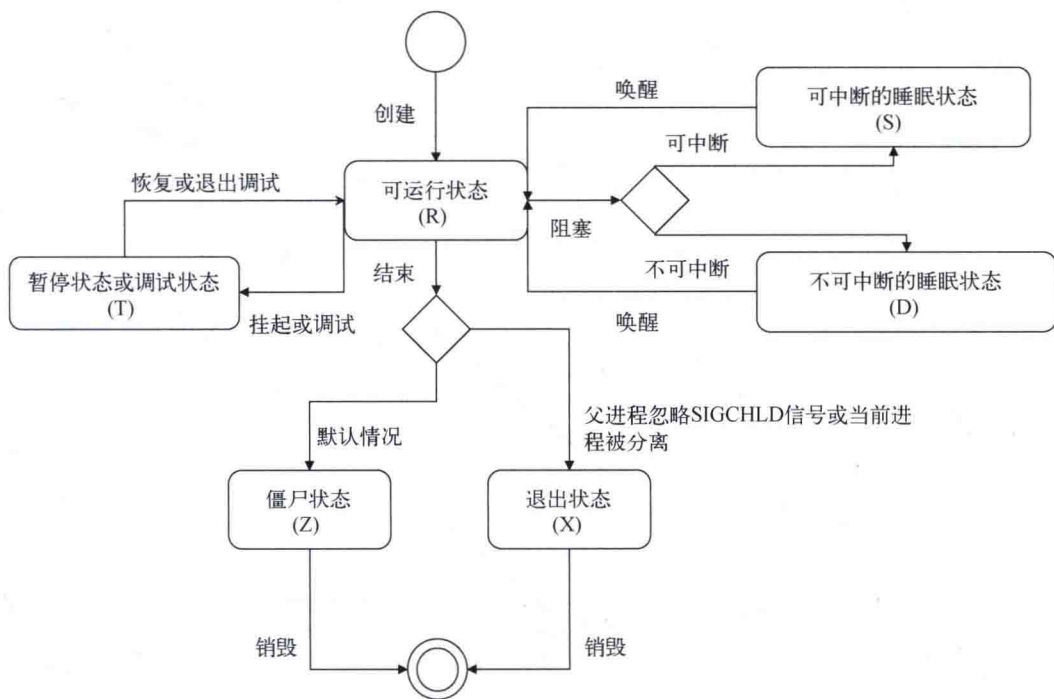 创建
唤醒
可中断的睡眠状态
(S)
可中断
恢复或退出调试
可运行状态
(R)
阻塞
暂停状态或调试状态
(T)
挂起或调试
结束
不可中断
不可中断的睡眠状态
(D)
唤醒
父进程忽略SIGCHLD信号或当前进
程被分离
默认情况
僵尸状态
(Z)
退出状态
(X)
销毁
销毁